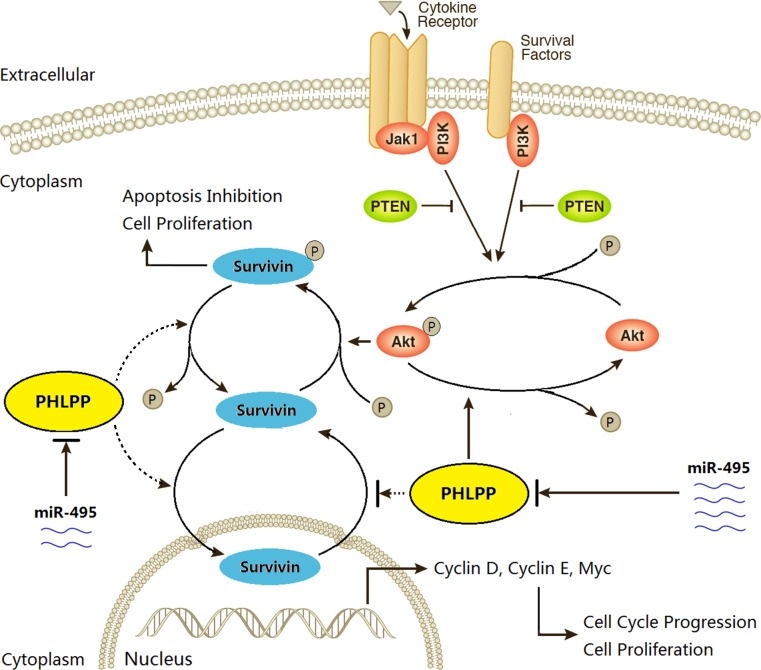 Cytokine
Receptor
Survival
Factors
Extracellular
Jak1
PI3K
PI3K
Cytoplasm
PTEN
PTEN
Apoptosis Inhibition
Cell Proliferation
P
Survivin
P
P
Akt
Akt
PHLPP
P
Survivin
P
P
miR-495
PHLPP
miR-495
Survivin
Cyclin D, Cyclin E, Myc
Cell Cycle Progression
Cell Proliferation
Cytoplasm
Nucleus